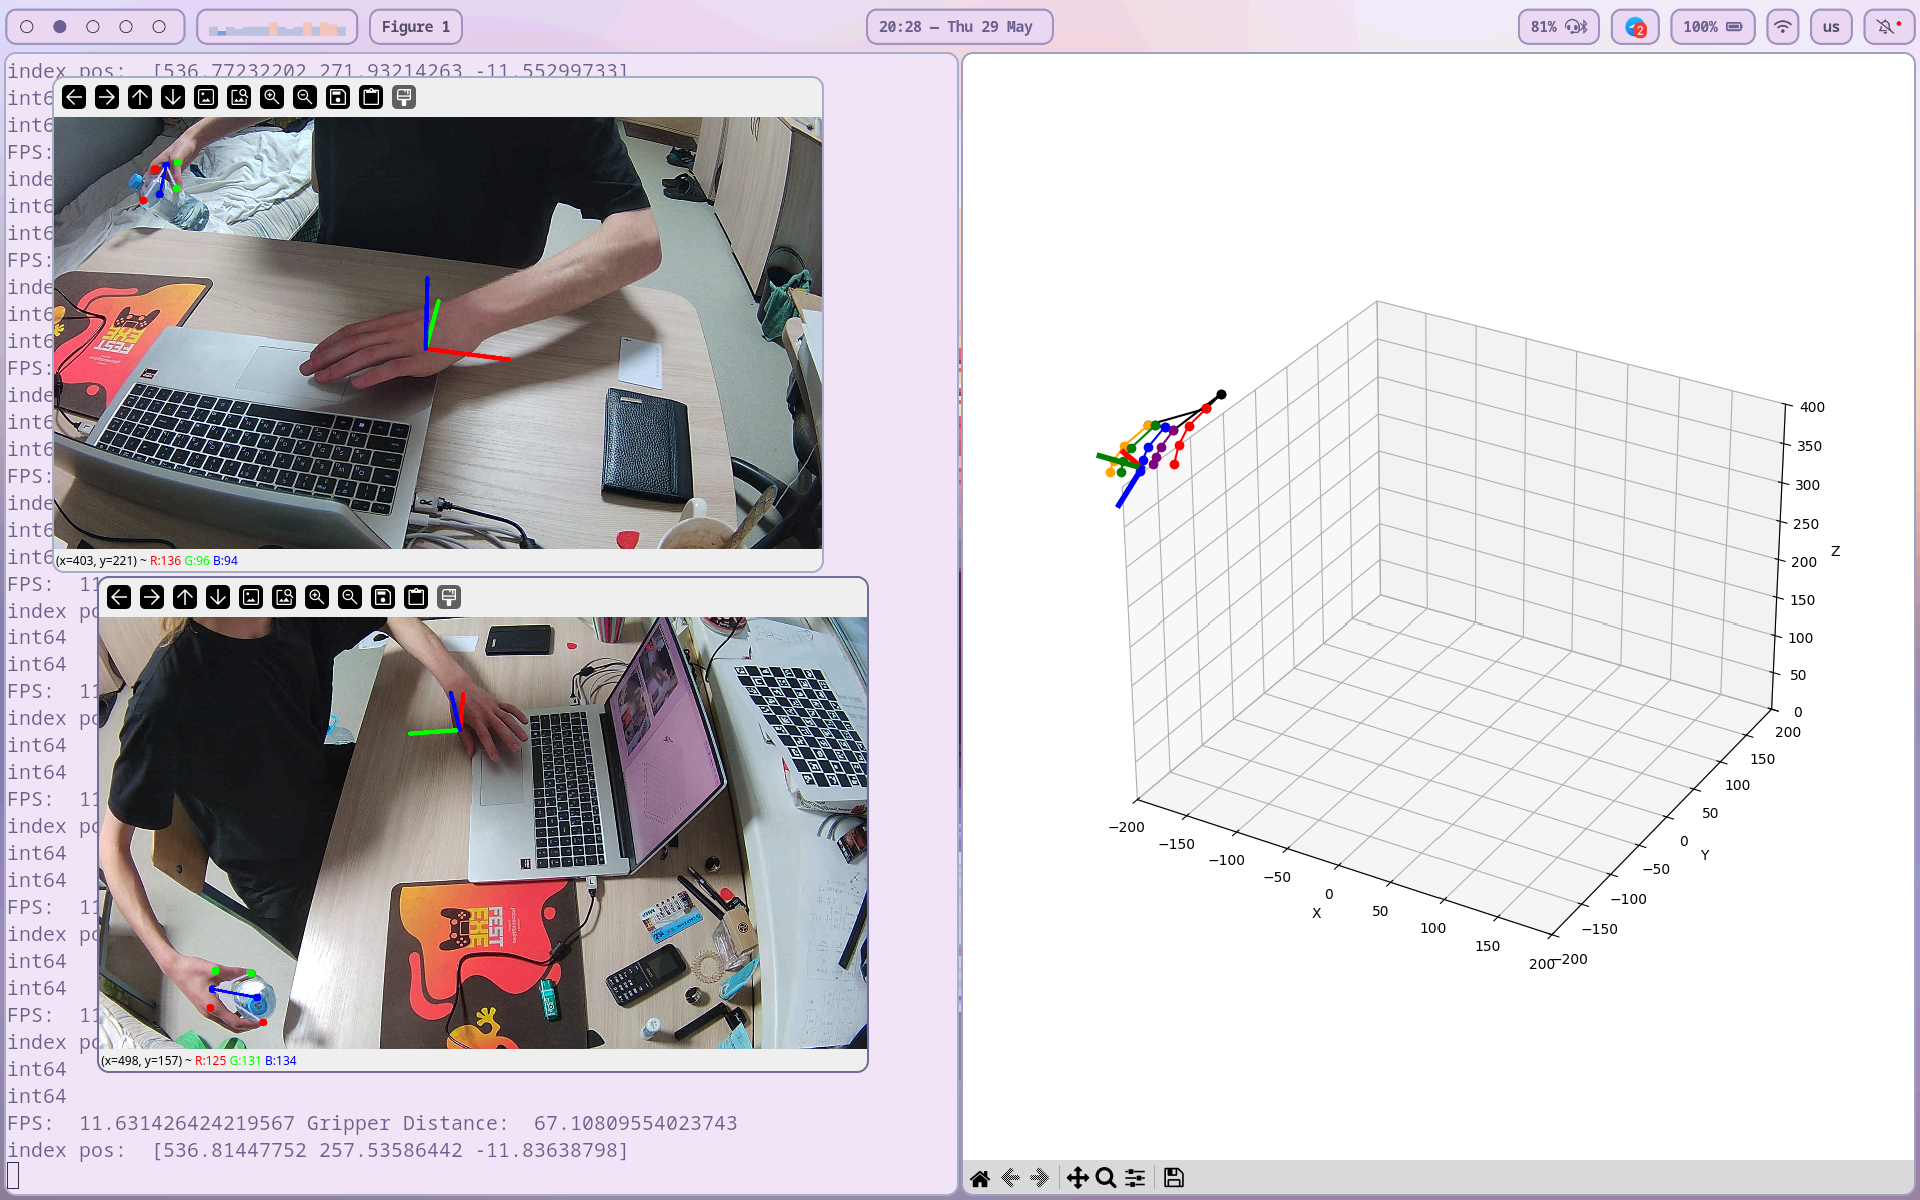 Figure 1
20:28 — Thu 29 May
81%
2
100%
us
index pos:  [536.77232202 271.93214263 -11.55299733]
int6
int6
FPS:
inde
int6
int6
FPS:
inde
int6
int6
FPS:
inde
int6
int6
FPS:
inde
int6
int6
FPS:  11
index po
int64
int64
FPS:  11
index po
int64
int64
FPS:  11
index po
int64
int64
FPS:  11
index po
int64
int64
FPS:  11
index po
int64
int64
FPS:  11.631426424219567 Gripper Distance:  67.10809554023743
index pos:  [536.81447752 257.53586442 -11.83638798]
FEST
EXE
(x=403, y=221) ~ R:136 G:96 B:94
FEST
EXE
(x=498, y=157) ~ R:125 G:131 B:134
400
350
300
250
Z
200
150
100
50
0
200
150
100
50
0
Y
−50
−100
−150
−200
−200
−150
−100
−50
0
X
50
100
150
200